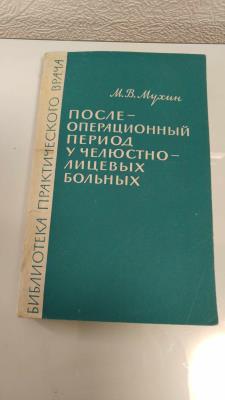 М.В.Мухин
ПОСЛЕ-
ОПЕРАЦИОННЫЙ
ПЕРИОД
У ЧЕЛЮСТНО-
ЛИЦЕВЫХ
БОЛЬНЫХ
БИБЛИОТЕКА ПРАКТИЧЕСКОГО ВРАЧА